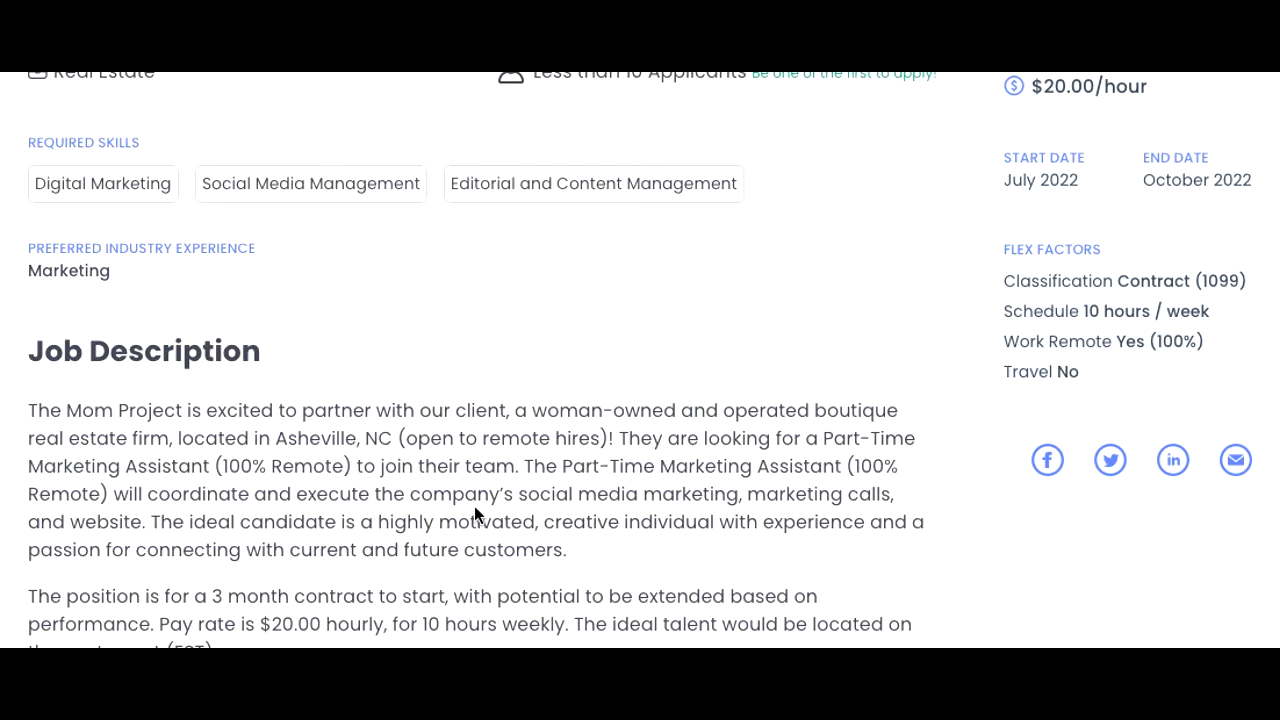 Real Estate
Less than 10 Applicants Be one of the first to apply!
$20.00/hour
REQUIRED SKILLS
Digital Marketing
Social Media Management
Editorial and Content Management
START DATE
July 2022
END DATE
October 2022
PREFERRED INDUSTRY EXPERIENCE
Marketing
FLEX FACTORS
Classification Contract (1099)
Schedule 10 hours / week
Work Remote Yes (100%)
Travel No
Job Description
The Mom Project is excited to partner with our client, a woman-owned and operated boutique
real estate firm, located in Asheville, NC (open to remote hires)! They are looking for a Part-Time
Marketing Assistant (100% Remote) to join their team. The Part-Time Marketing Assistant (100%
Remote) will coordinate and execute the company’s social media marketing, marketing calls,
and website. The ideal candidate is a highly motivated, creative individual with experience and a
passion for connecting with current and future customers.
The position is for a 3 month contract to start, with potential to be extended based on
performance. Pay rate is $20.00 hourly, for 10 hours weekly. The ideal talent would be located on